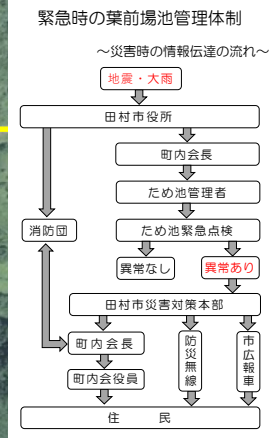 緊急時の葉前場池管理体制
～災害時の情報伝達の流れ～
地震・大雨
田村市役所
町内会長
ため池管理者
消防団
ため池緊急点検
異常なし
異常あり
田村市災害対策本部
町内会長
防災無線
市広報車
町内会役員
住民